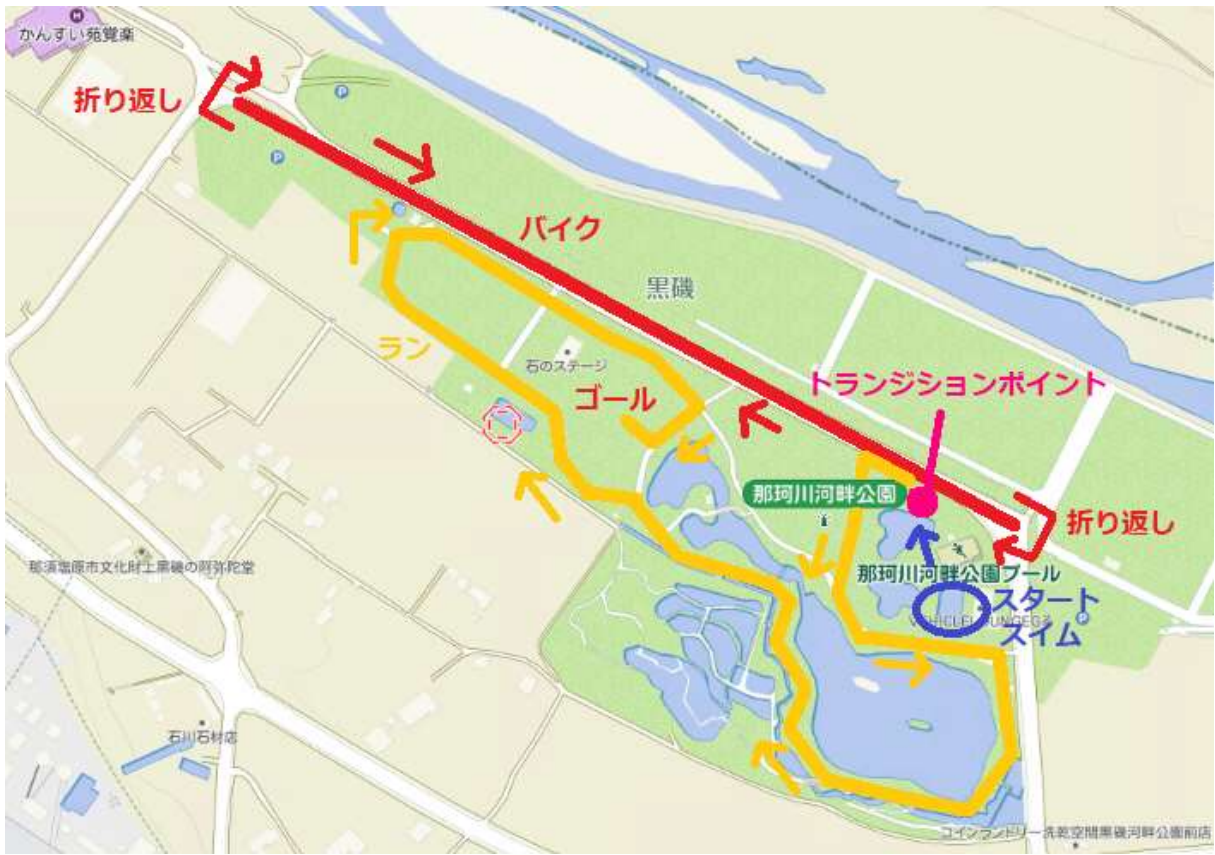 かんすい苑覚楽
折り返し
バイク
黒磯
ラン
石のステージ
ゴール
トランジションポイント
那珂川河畔公園
折り返し
那須塩原市文化財上黒磯の阿弥陀堂
那珂川河畔公園プール
スタート
スイム
石川石材店
コインランドリー洗乾空間黒磯河畔公園前店